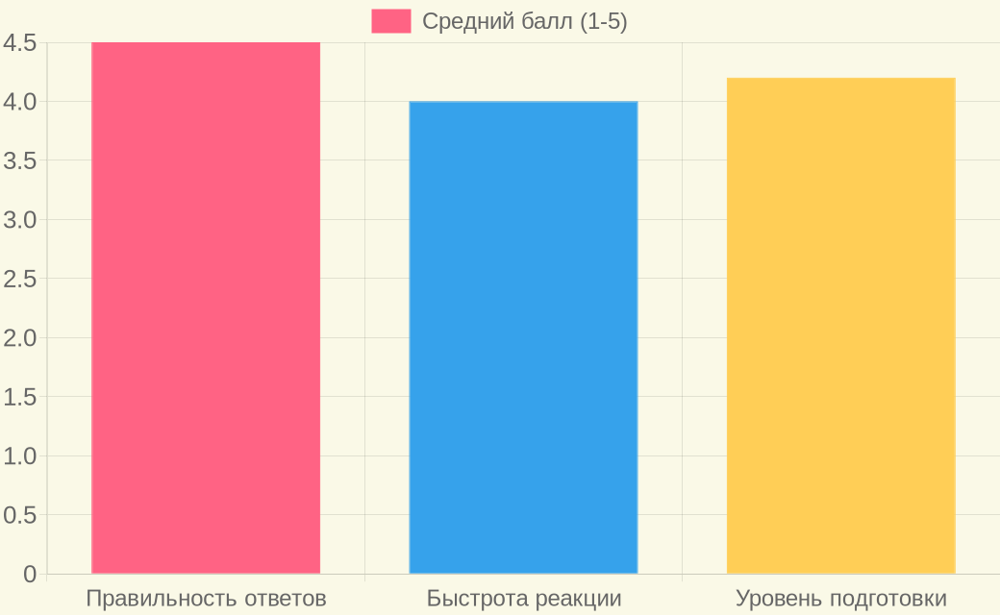 Средний балл (1-5)
4.5
4.0
3.5
3.0
2.5
2.0
1.5
1.0
0.5
0
Правильность ответов
Быстрота реакции
Уровень подготовки